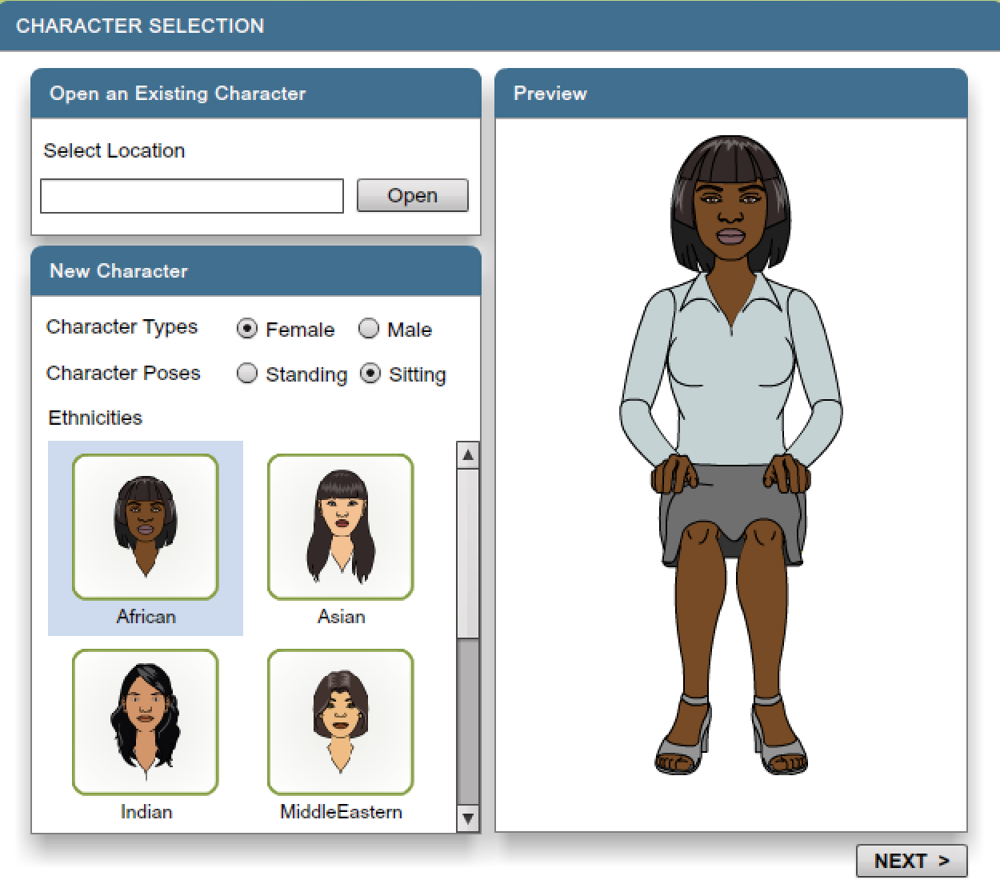 CHARACTER SELECTION
Open an Existing Character
Select Location
Open
New Character
Character Types Female Male
Character Poses Standing Sitting
Ethnicities
African Asian
Indian MiddleEastern
Preview
NEXT >